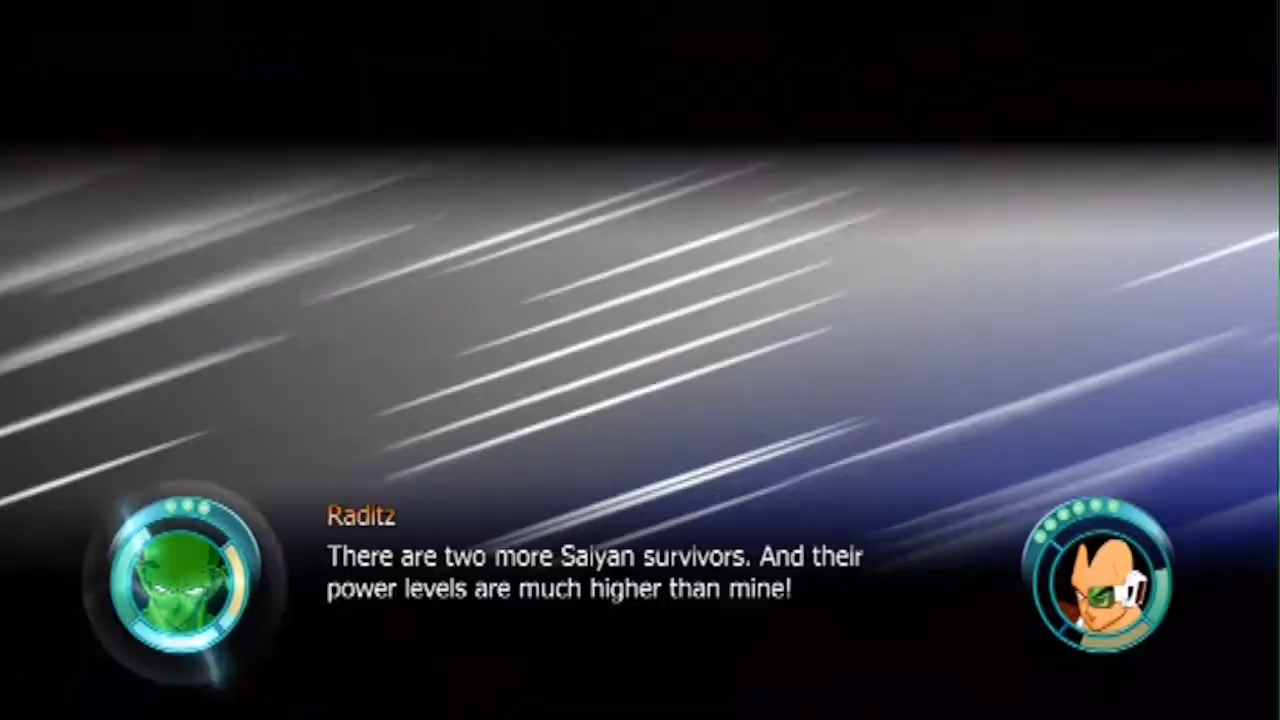 Raditz
There are two more Saiyan survivors. And their
power levels are much higher than mine!